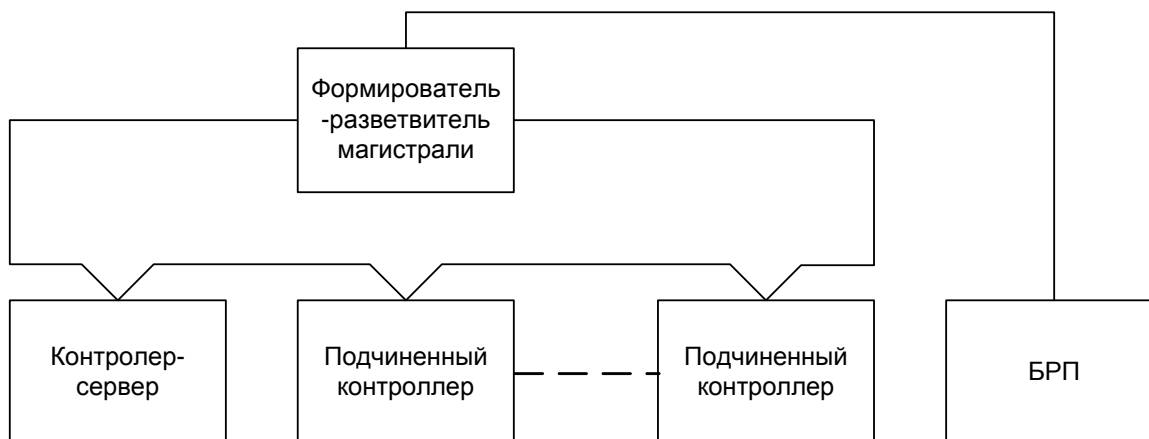 Формирователь
-разветвитель
магистрали
Контролер-
сервер
Подчиненный
контроллер
Подчиненный
контроллер
БРП